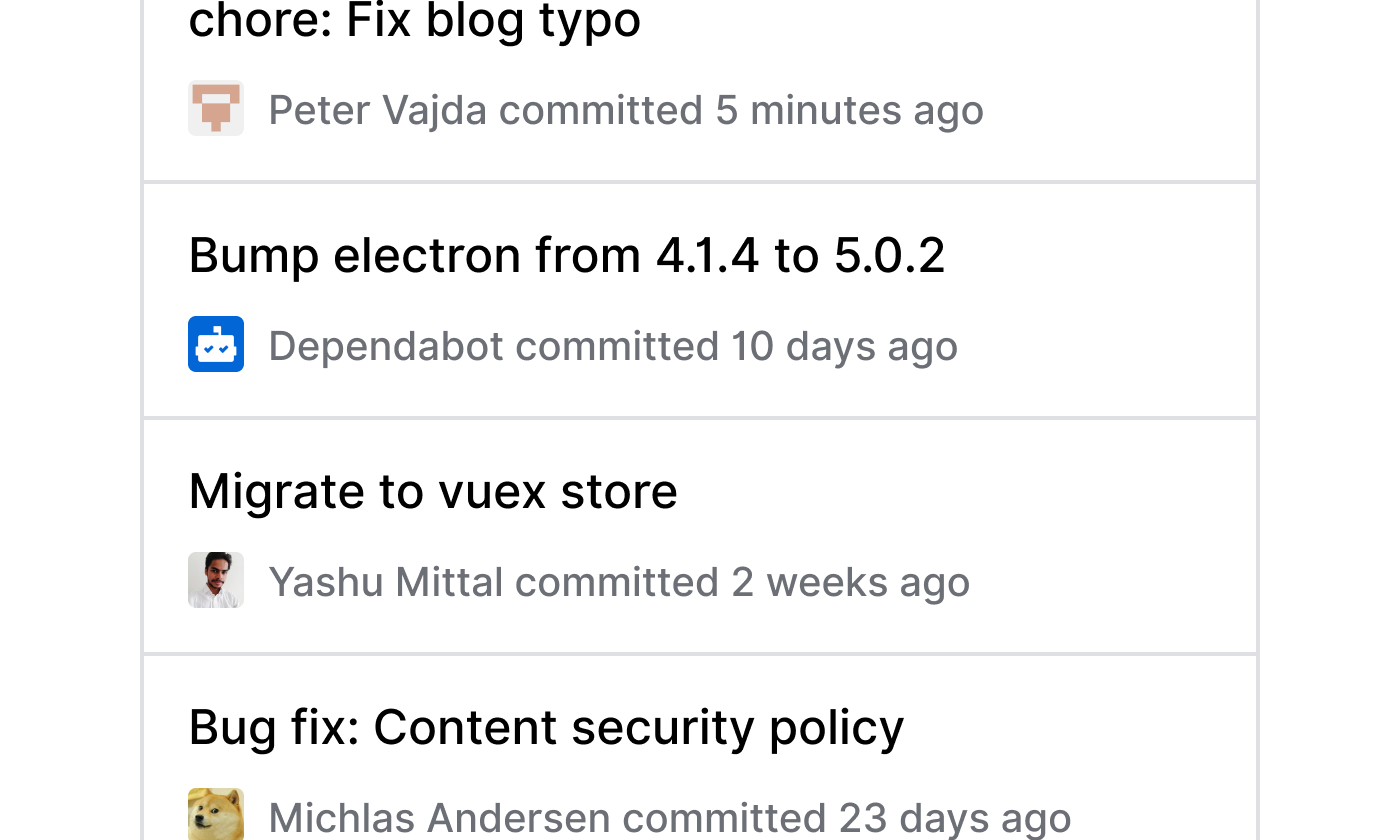 chore: Fix blog typo
Peter Vajda committed 5 minutes ago
Bump electron from 4.1.4 to 5.0.2
Dependabot committed 10 days ago
Migrate to vuex store
Yashu Mittal committed 2 weeks ago
Bug fix: Content security policy
Michlas Andersen committed 23 days ago